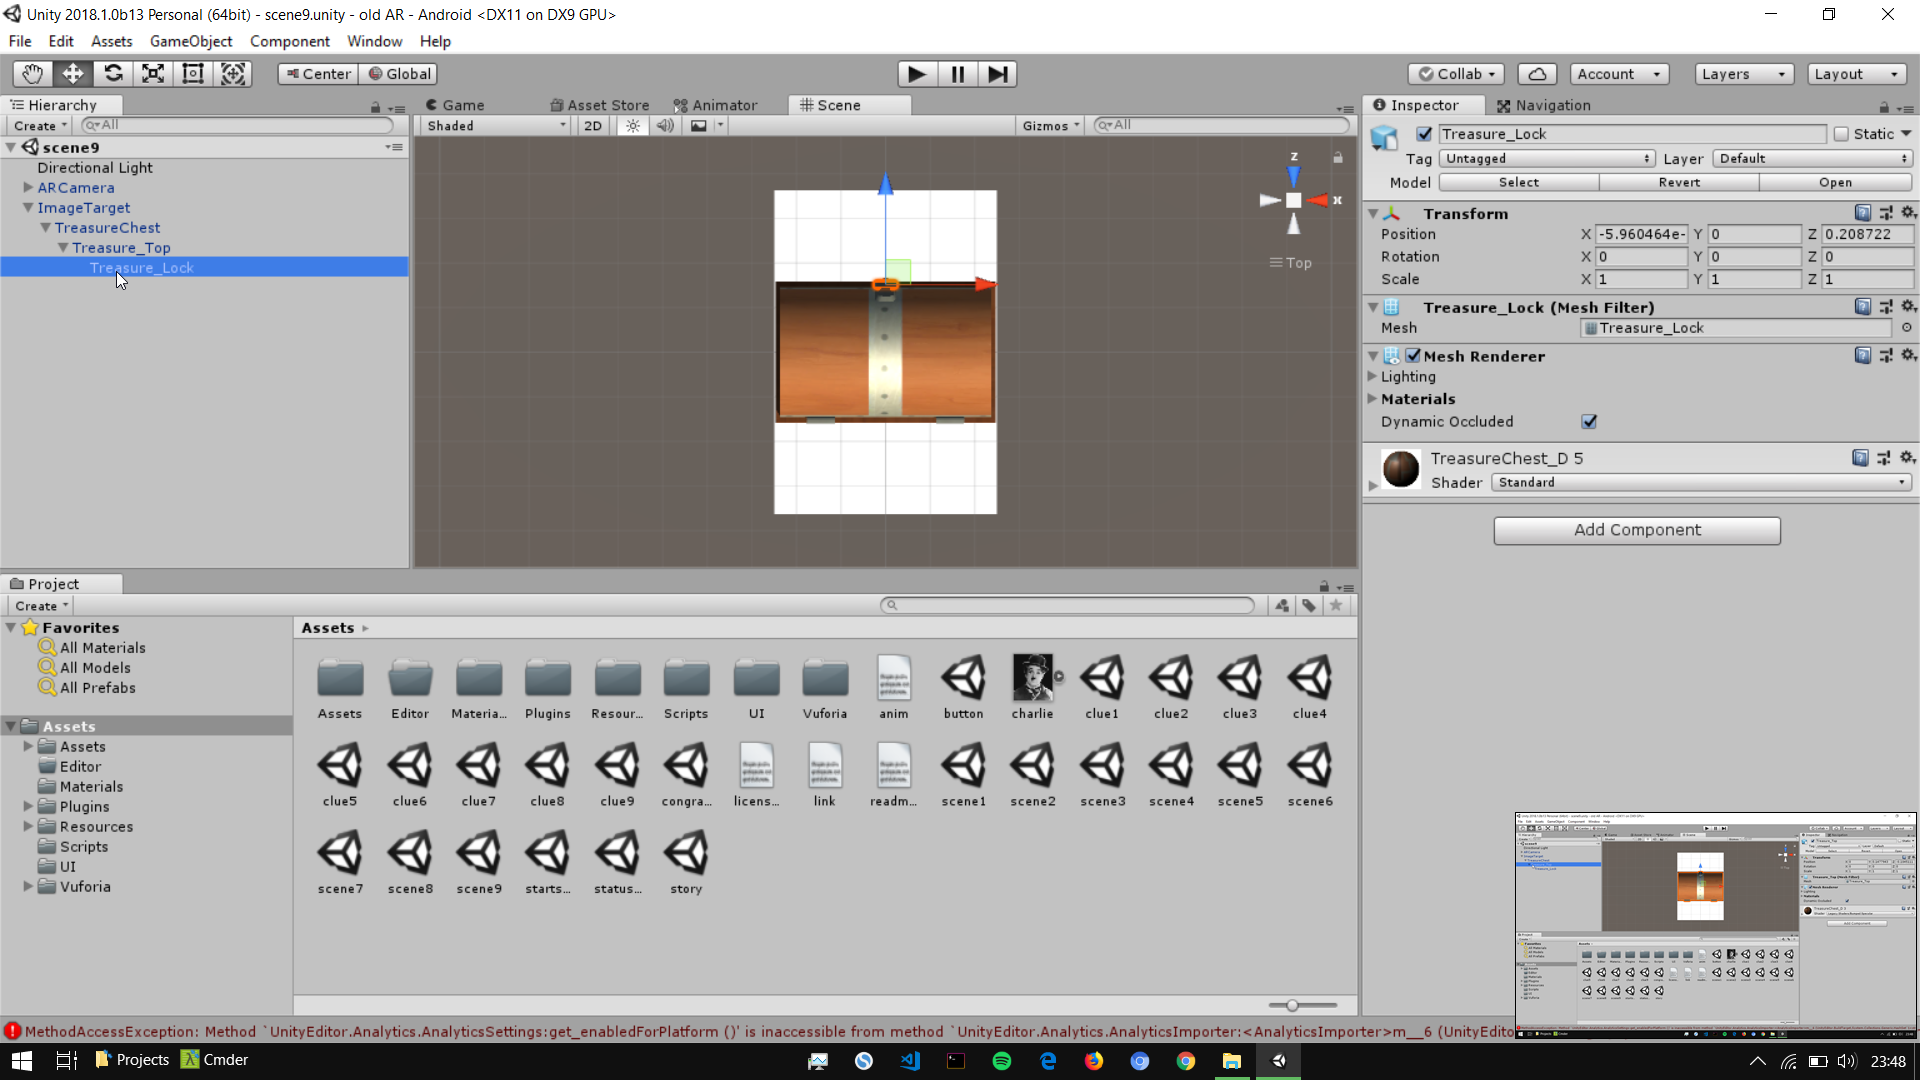 Unity 2018.1.0b13 Personal (64bit) - scene9.unity - old AR - Android <DX11 on DX9 GPU>
File Edit Assets GameObject Component Window Help
Center Global Collab Account Layers Layout
Hierarchy
Create All
scene9
Directional Light
ARCamera
ImageTarget
TreasureChest
Treasure_Top
Treasure_Lock
Game Asset Store Animator Scene
Shaded 2D Gizmos All
z
x
Top
Inspector Navigation
Treasure_Lock Static
Tag Untagged Layer Default
Model Select Revert Open
Transform
Position X -5.960464e- Y 0 Z 0.208722
Rotation X 0 Y 0 Z 0
Scale X 1 Y 1 Z 1
Treasure_Lock (Mesh Filter)
Mesh Treasure_Lock
Mesh Renderer
Lighting
Materials
Dynamic Occluded
TreasureChest_D 5
Shader Standard
Add Component
Project
Create
Favorites
All Materials
All Models
All Prefabs
Assets
Assets
Editor
Materials
Plugins
Resources
Scripts
UI
Vuforia
Assets
Assets Editor Materia... Plugins Resour... Scripts UI Vuforia anim button charlie clue1 clue2 clue3 clue4
clue5 clue6 clue7 clue8 clue9 congra... licens... link readm... scene1 scene2 scene3 scene4 scene5 scene6
scene7 scene8 scene9 starts... status... story
MethodAccessException: Method `UnityEditor.Analytics.AnalyticsSettings:get_enabledForPlatform ()' is inaccessible from method `UnityEditor.Analytics.AnalyticsImporter:<AnalyticsImporter>m__6 (UnityEdito
Projects Cmder 23:48